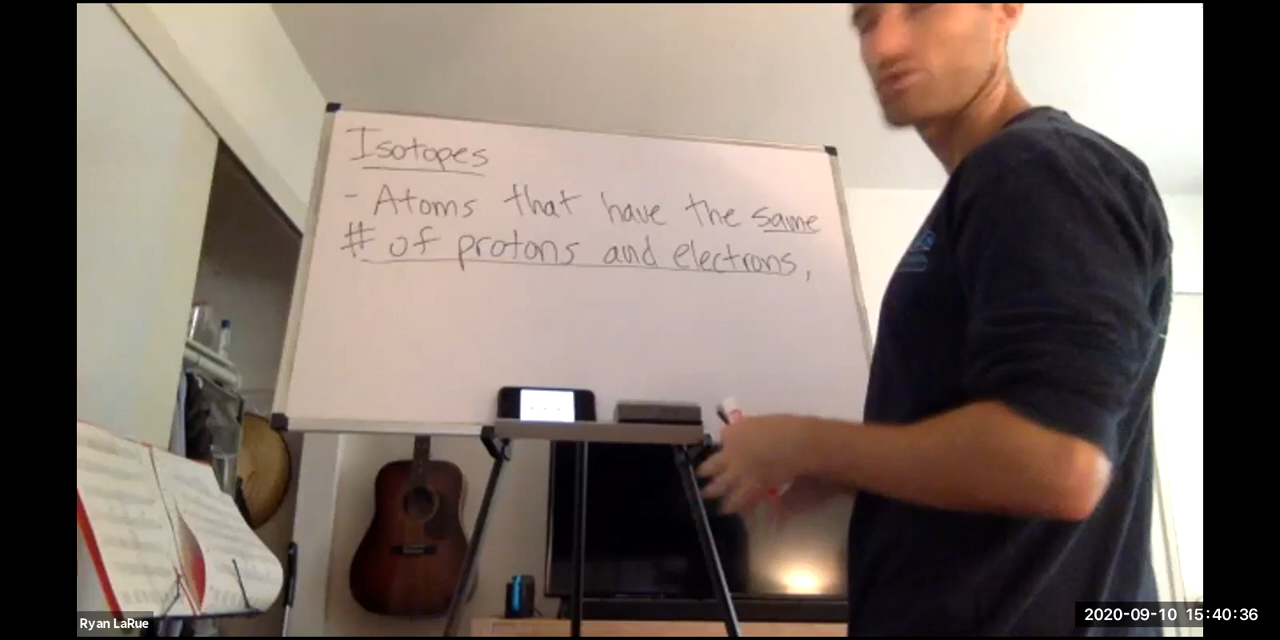 Isotopes
- Atoms that have the same
# of protons and electrons,
Ryan LaRue
2020-09-10 15:40:36